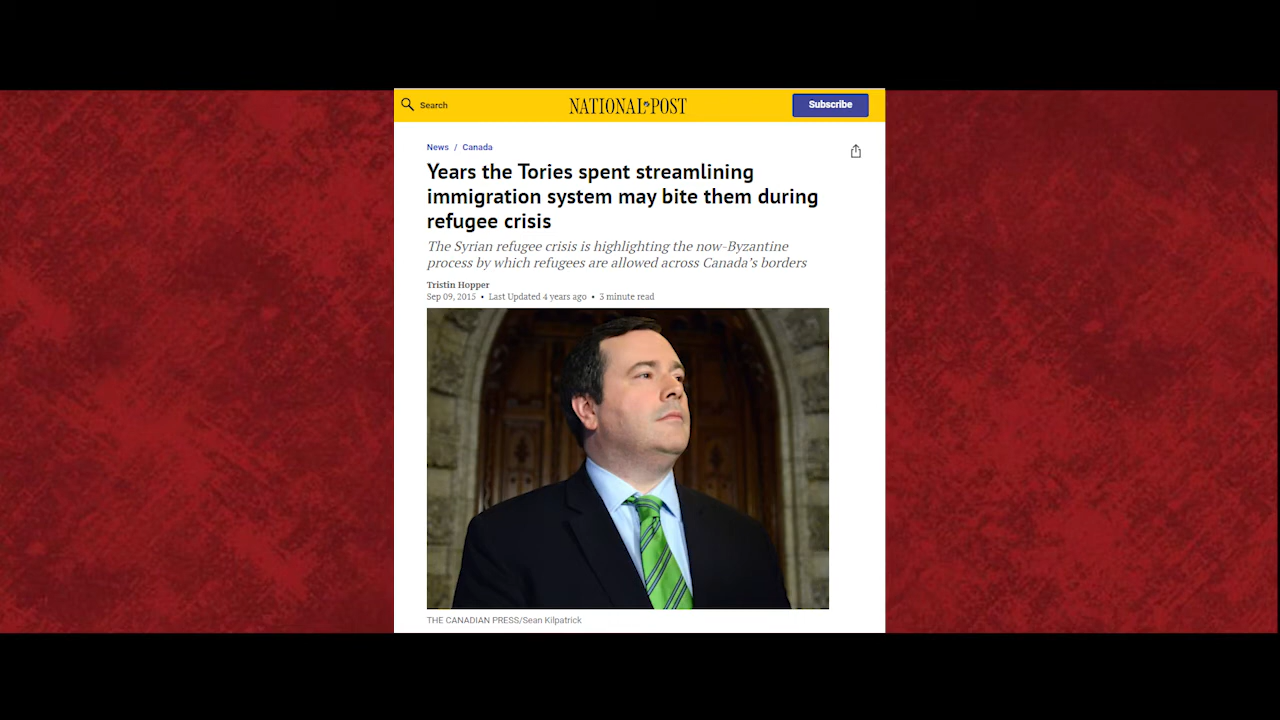 Search
NATIONAL POST
Subscribe
News / Canada
Years the Tories spent streamlining
immigration system may bite them during
refugee crisis
The Syrian refugee crisis is highlighting the now-Byzantine
process by which refugees are allowed across Canada's borders
Tristin Hopper
Sep 09, 2015 • Last Updated 4 years ago • 3 minute read
THE CANADIAN PRESS/Sean Kilpatrick